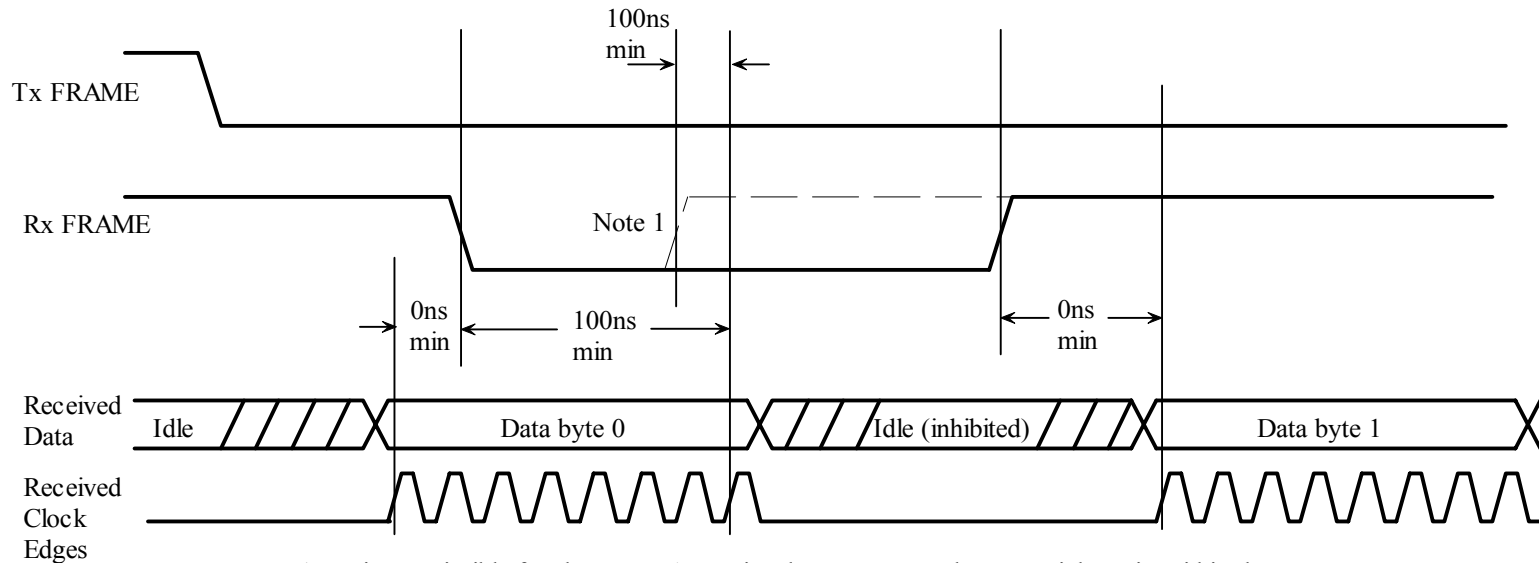 100ns
min
Tx FRAME
Rx FRAME
Note 1
0ns
min
100ns
min
0ns
min
Received
Data
Idle
Data byte 0
Idle (inhibited)
Data byte 1
Received
Clock
Edges